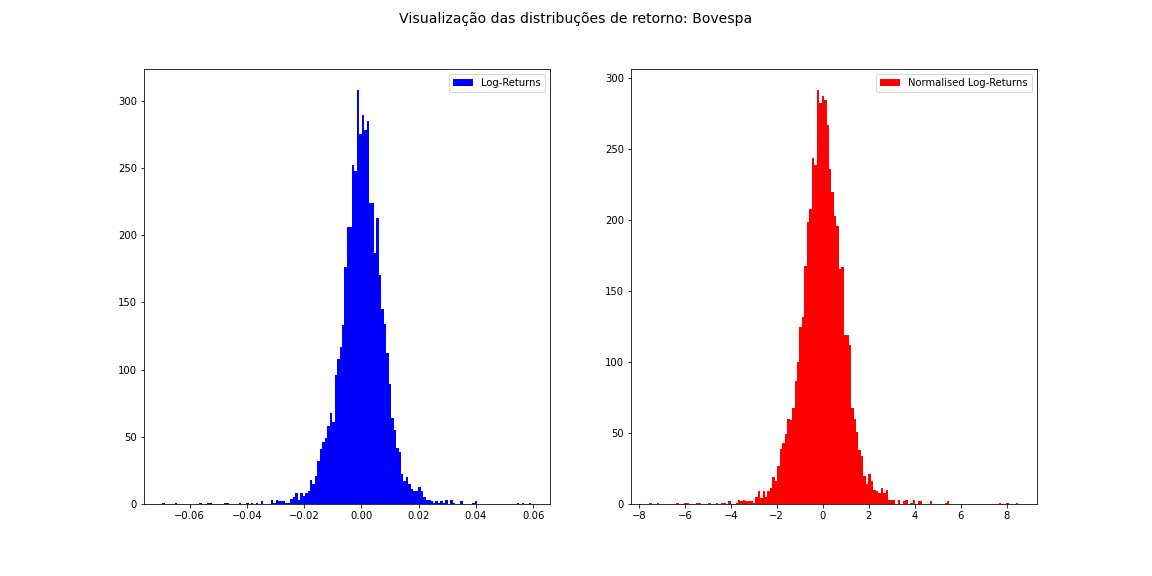 Visualização das distribuções de retorno: Bovespa
Log-Returns
300
250
200
150
100
50
0
−0.06 −0.04 −0.02 0.00 0.02 0.04 0.06
Normalised Log-Returns
300
250
200
150
100
50
0
−8 −6 −4 −2 0 2 4 6 8